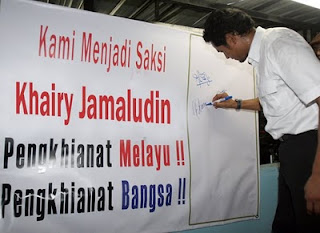 Kami Menjadi Saksi
Khairy Jamaludin
Pengkhianat Melayu !!
Pengkhianat Bangsa !!